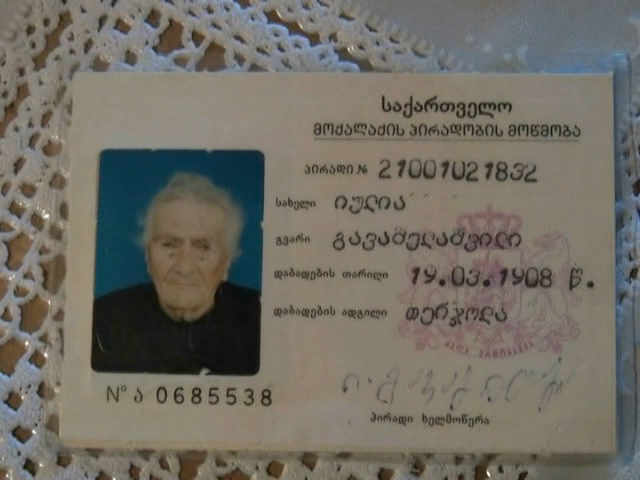 საქართველო
მოქალაქის პირადობის მოწმობა
პირადი № 21001021832
სახელი იულია
გვარი
დაბადების თარიღი 19.03.1908 წ.
დაბადების ადგილი თერჯოლა
№ ა 0685538
პირადი ხელმოწერა